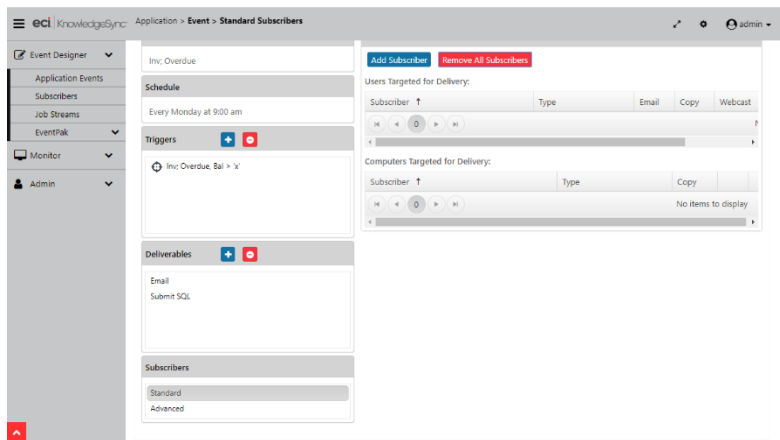 eci KnowledgeSync
Application > Event > Standard Subscribers
admin
Event Designer
Application Events
Subscribers
Job Streams
EventPak
Monitor
Admin
Inv; Overdue
Schedule
Every Monday at 9:00 am
Triggers
Inv; Overdue, Bal > 'x'
Deliverables
Email
Submit SQL
Subscribers
Standard
Advanced
Add Subscriber Remove All Subscribers
Users Targeted for Delivery:
Subscriber ↑ Type Email Copy Webcast
0
Computers Targeted for Delivery:
Subscriber ↑ Type Copy
0 No items to display